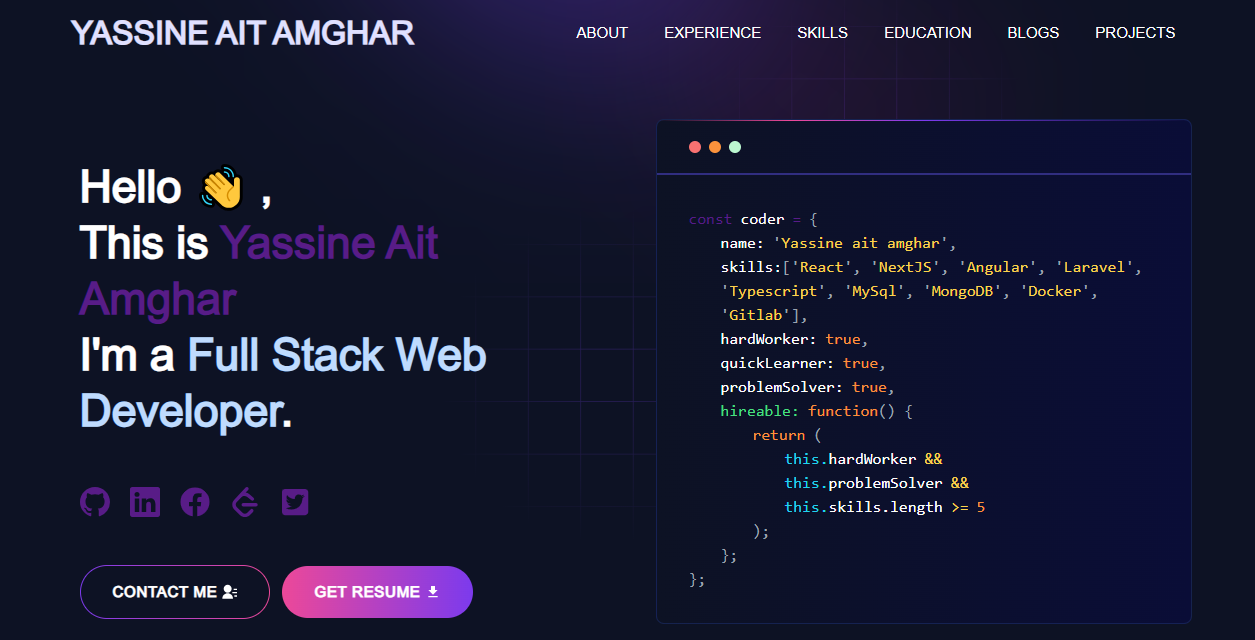 YASSINE AIT AMGHAR
ABOUT EXPERIENCE SKILLS EDUCATION BLOGS PROJECTS
Hello 👋 ,
This is Yassine Ait
Amghar
I'm a Full Stack Web
Developer.
CONTACT ME
GET RESUME
const coder = {
name: 'Yassine ait amghar',
skills:['React', 'NextJS', 'Angular', 'Laravel',
'Typescript', 'MySql', 'MongoDB', 'Docker',
'Gitlab'],
hardWorker: true,
quickLearner: true,
problemSolver: true,
hireable: function() {
return (
this.hardWorker &&
this.problemSolver &&
this.skills.length >= 5
);
};
};